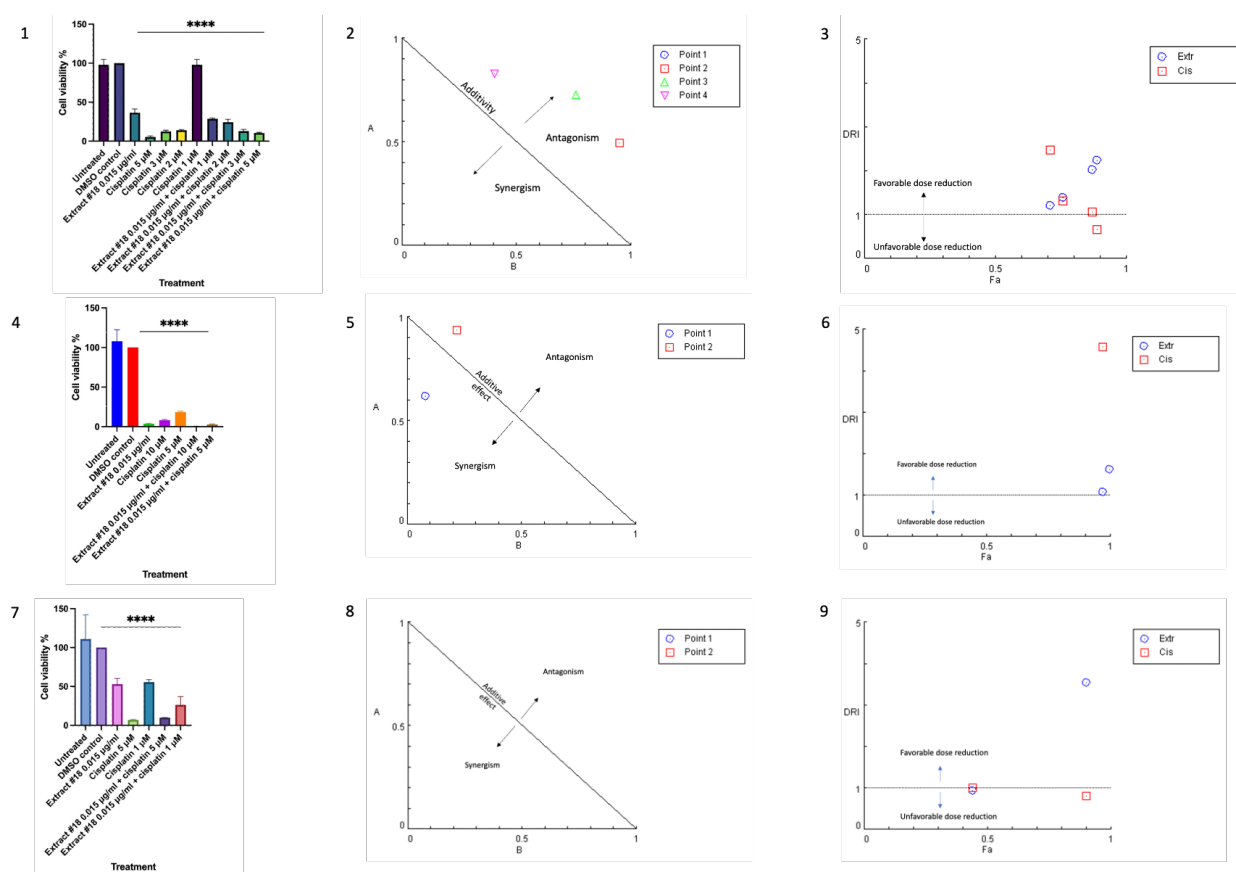 1
****
Cell viability %
150
100
50
0
Untreated
DMSO control
Extract #18 0.015 µg/ml
Cisplatin 5 µM
Cisplatin 3 µM
Cisplatin 2 µM
Cisplatin 1 µM
Extract #18 0.015 µg/ml + cisplatin 1 µM
Extract #18 0.015 µg/ml + cisplatin 2 µM
Extract #18 0.015 µg/ml + cisplatin 3 µM
Extract #18 0.015 µg/ml + cisplatin 5 µM
Treatment
2
1
A
0.5
0
0
0.5
1
B
Additivity
Antagonism
Synergism
Point 1
Point 2
Point 3
Point 4
3
5
DRI
1
0
0.5
1
Fa
Favorable dose reduction
Unfavorable dose reduction
Extr
Cis
4
****
Cell viability %
150
100
50
0
Untreated
DMSO control
Extract #18 0.015 µg/ml
Cisplatin 10 µM
Cisplatin 5 µM
Extract #18 0.015 µg/ml + cisplatin 10 µM
Extract #18 0.015 µg/ml + cisplatin 5 µM
Treatment
5
1
A
0.5
0
0
0.5
1
B
Additive
effect
Antagonism
Synergism
Point 1
Point 2
6
5
DRI
1
0
0.5
1
Fa
Favorable dose reduction
Unfavorable dose reduction
Extr
Cis
7
****
Cell viability %
150
100
50
0
Untreated
DMSO control
Extract #18 0.015 µg/ml
Cisplatin 5 µM
Cisplatin 1 µM
Extract #18 0.015 µg/ml + cisplatin 5 µM
Extract #18 0.015 µg/ml + cisplatin 1 µM
Treatment
8
1
A
0.5
0
0
0.5
1
B
Additive
effect
Antagonism
Synergism
Point 1
Point 2
9
5
DRI
1
0
0.5
1
Fa
Favorable dose reduction
Unfavorable dose reduction
Extr
Cis